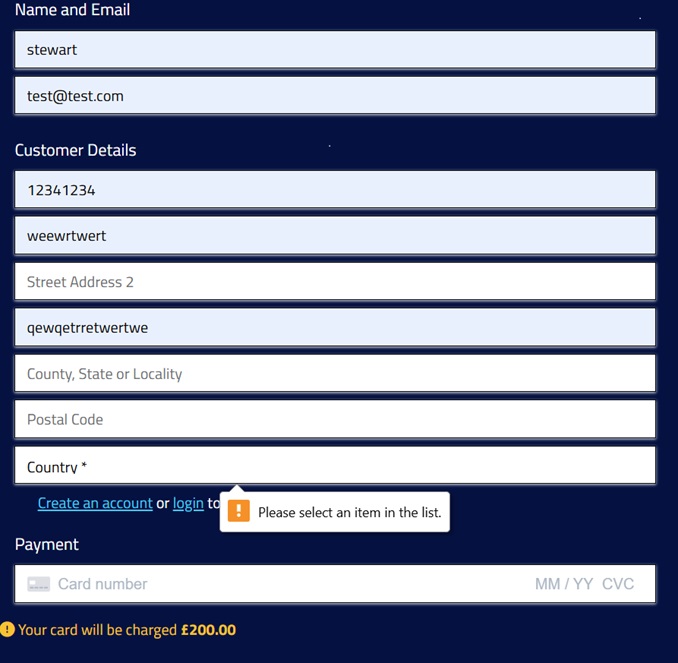 Name and Email
stewart
test@test.com
Customer Details
12341234
weewrtwert
Street Address 2
qewqetrretwertwe
County, State or Locality
Postal Code
Country *
Create an account or login to
! Please select an item in the list.
Payment
Card number MM / YY CVC
! Your card will be charged £200.00